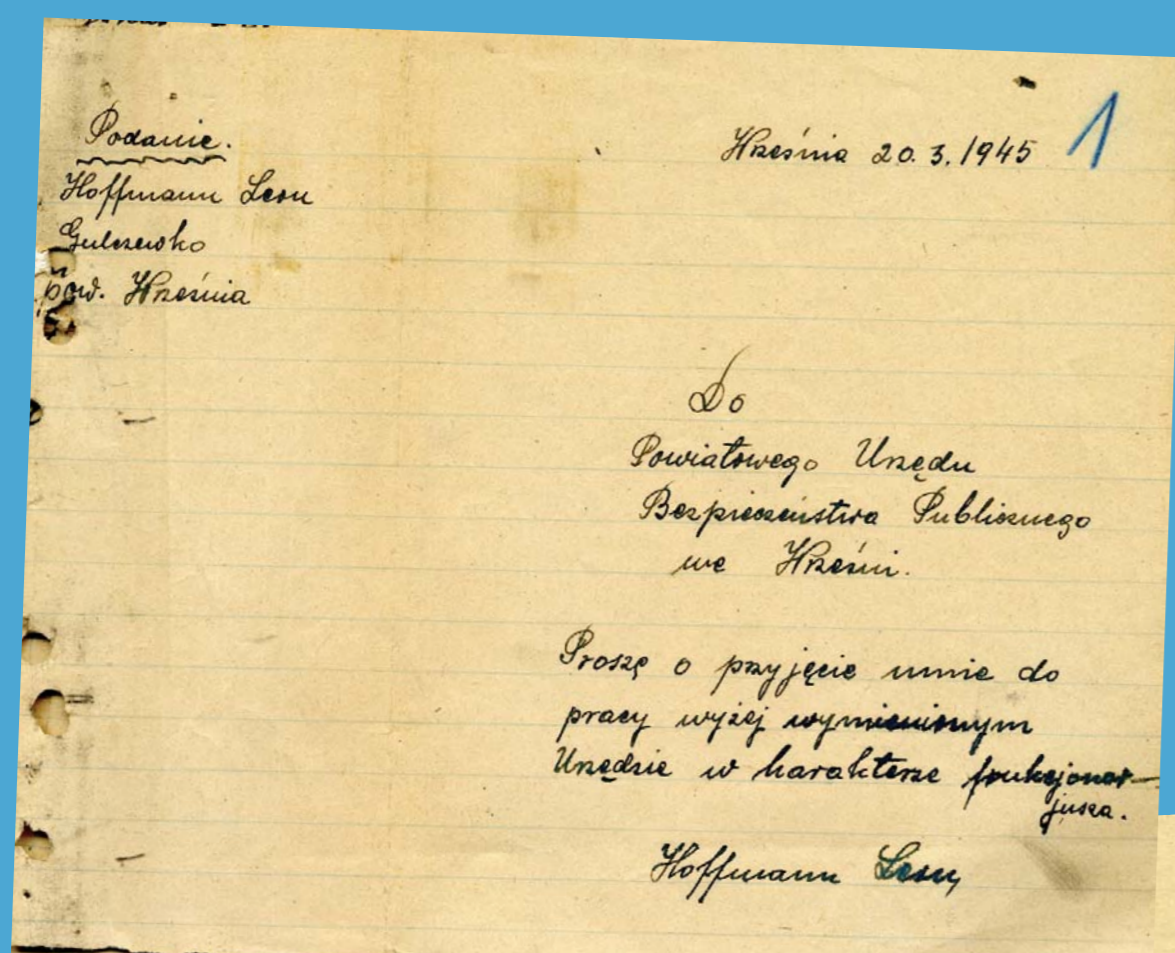 Podanie.
Września 20.3.1945
1
Hoffmann Leon
Gulczewko
pow. Września
Do
Powiatowego Urzędu
Bezpieczeństwa Publicznego
we Wrześni.
Proszę o przyjęcie mnie do
pracy wyżej wymienionym
Urzędzie w harakterze funkcjonar-
jusza.
Hoffmann Leon